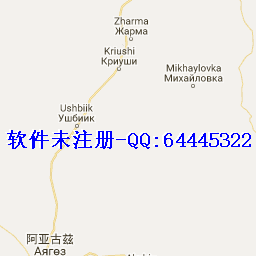 Zharma
Жарма
Kriushi
Криуши
Mikhaylovka
Михайловка
Ushbiik
Ушбиик
软件未注册-QQ:64445322
阿亚古兹
Аягөз